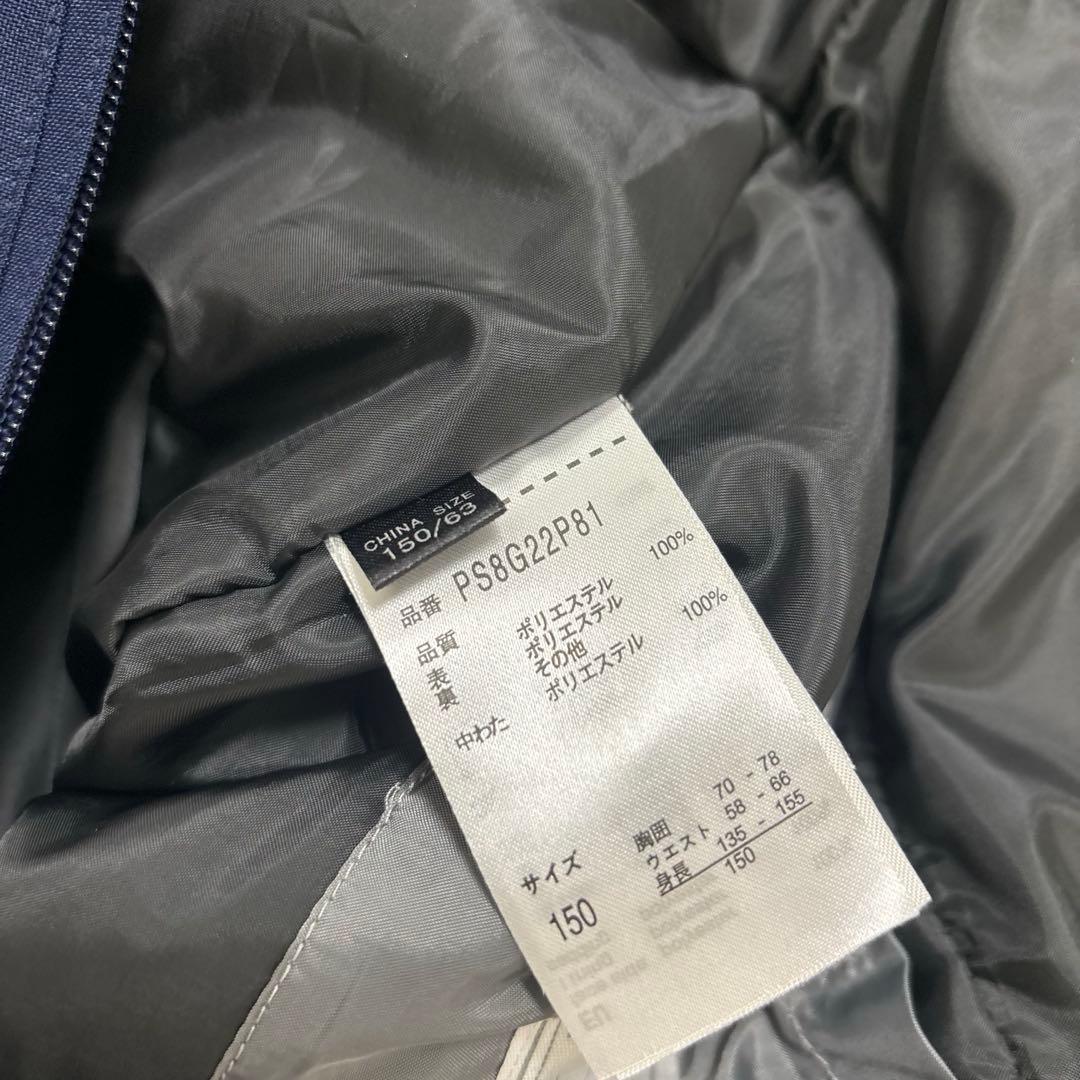 CHINA SIZE
150/63
品番 PS8G22P81
品質
表 ポリエステル 100%
裏 ポリエステル
その他
中わた ポリエステル 100%
サイズ
150
胸囲 70 - 78
ウエスト 58 - 66
身長 135 - 155
150